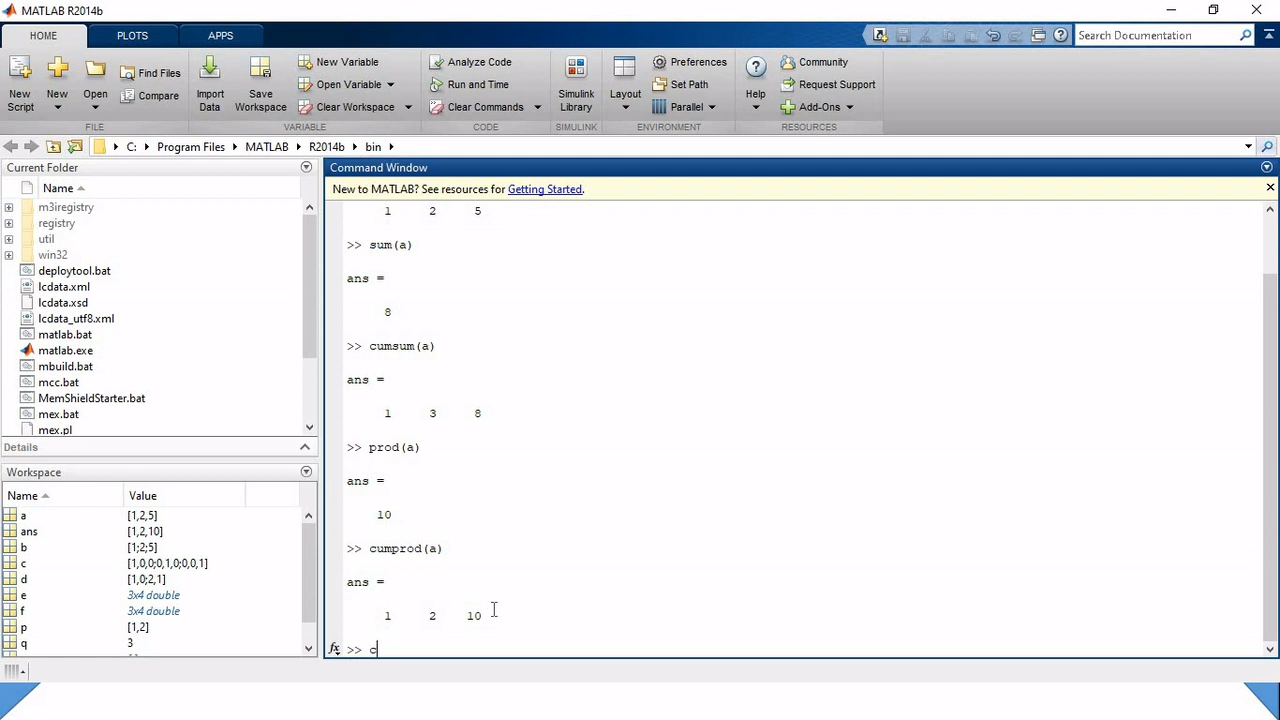 MATLAB R2014b
HOME PLOTS APPS
Search Documentation
New Script
New
Open
Find Files
Compare
FILE
Import Data
Save Workspace
New Variable
Open Variable
Clear Workspace
VARIABLE
Analyze Code
Run and Time
Clear Commands
CODE
Simulink Library
SIMULINK
Layout
Preferences
Set Path
Parallel
ENVIRONMENT
Help
Community
Request Support
Add-Ons
RESOURCES
C: Program Files MATLAB R2014b bin
Current Folder
Name
m3iregistry
registry
util
win32
deploytool.bat
lcdata.xml
lcdata.xsd
lcdata_utf8.xml
matlab.bat
matlab.exe
mbuild.bat
mcc.bat
MemShieldStarter.bat
mex.bat
mex.pl
Details
Workspace
Name Value
a [1,2,5]
ans [1,2,10]
b [1;2;5]
c [1,0,0;0,1,0;0,0,1]
d [1,0;2,1]
e 3x4 double
f 3x4 double
p [1,2]
q 3
Command Window
New to MATLAB? See resources for Getting Started.
1 2 5
>> sum(a)
ans =
8
>> cumsum(a)
ans =
1 3 8
>> prod(a)
ans =
10
>> cumprod(a)
ans =
1 2 10
fx >> c